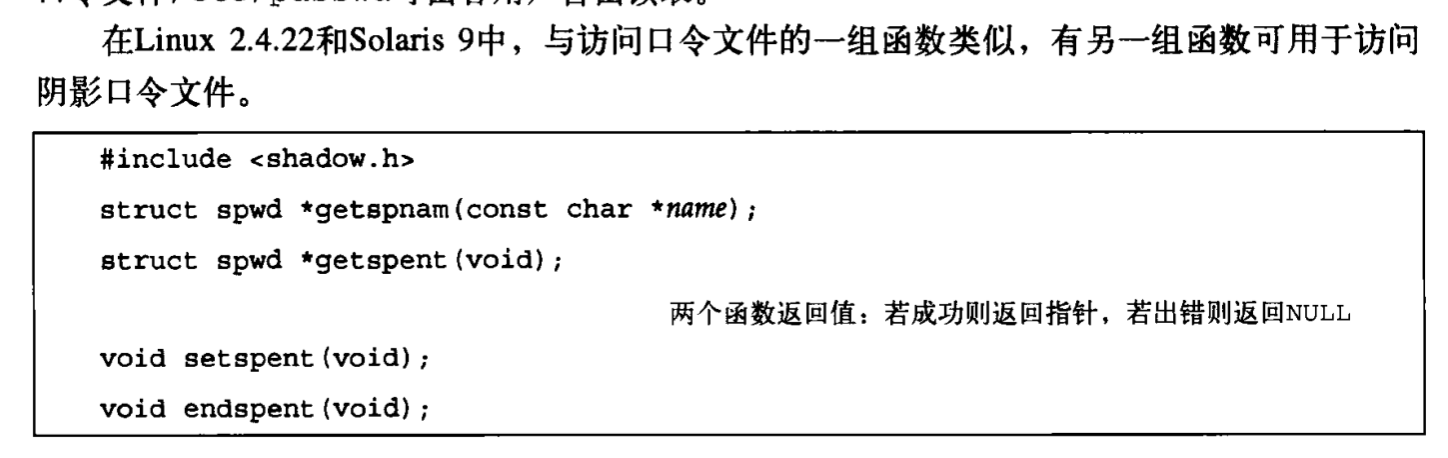 在Linux 2.4.22和Solaris 9中，与访问口令文件的一组函数类似，有另一组函数可用于访问
阴影口令文件。
#include <shadow.h>
struct spwd *getspnam(const char *name);
struct spwd *getspent(void);
两个函数返回值：若成功则返回指针，若出错则返回NULL
void setspent(void);
void endspent(void);